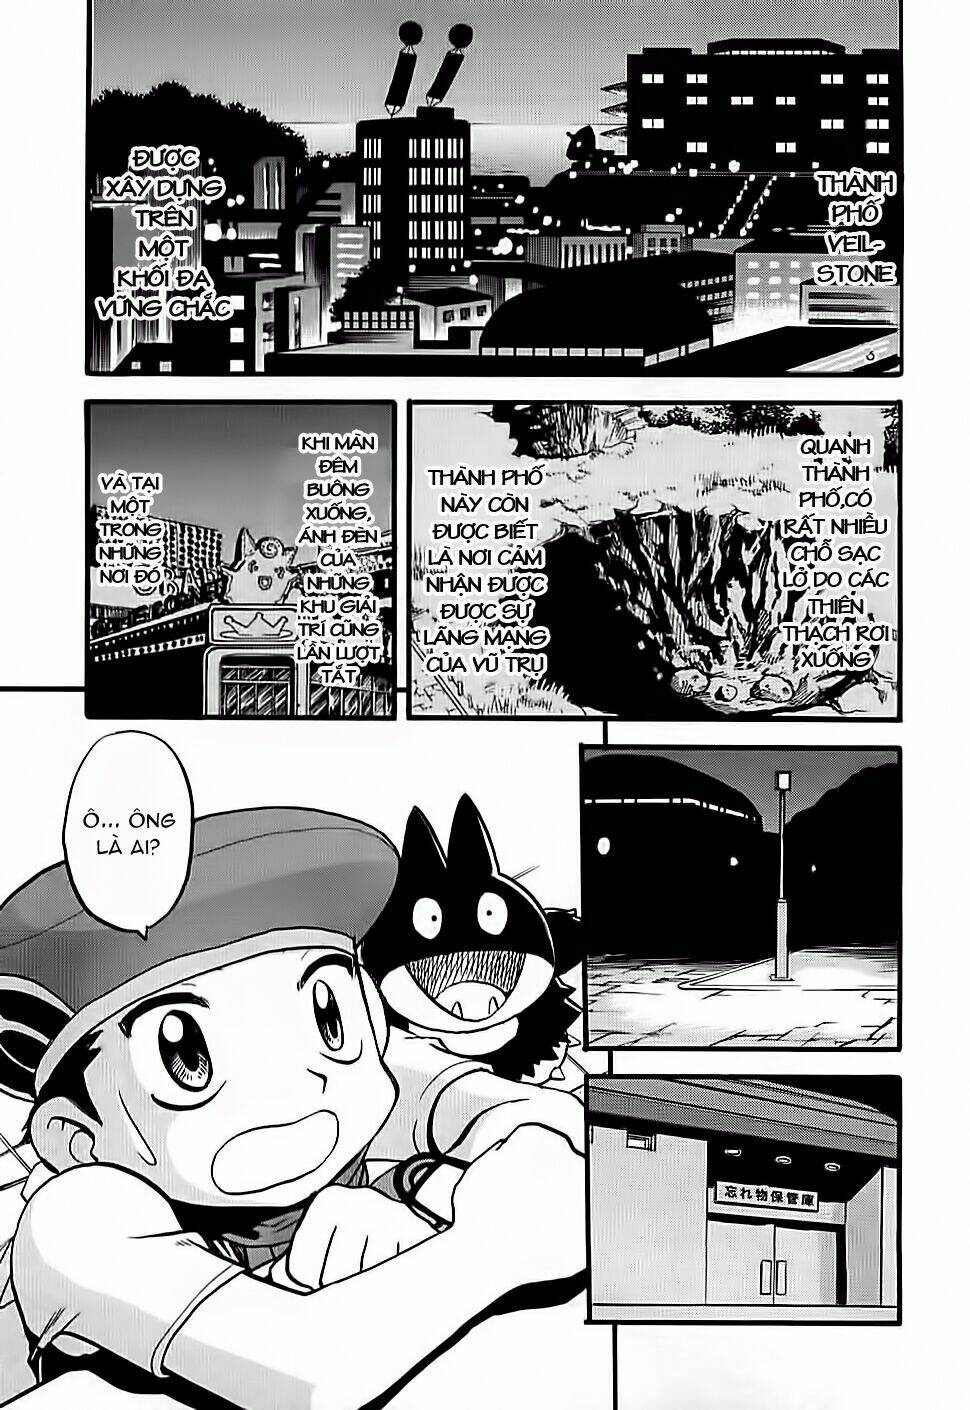 THÀNH
PHỐ
VEIL-
STONE
ĐƯỢC
XÂY DỰNG
TRÊN
MỘT
KHỐI ĐÁ
VỮNG CHẮC
QUANH
THÀNH
PHỐ,CÓ
RẤT NHIỀU
CHỖ SẠC
LỞ DO CÁC
THIÊN
THẠCH RƠI
XUỐNG
THÀNH PHỐ
NÀY CÒN
ĐƯỢC BIẾT
LÀ NƠI CẢM
NHẬN ĐƯỢC
ĐƯỢC SỰ
LÃNG MẠNG
CỦA VŨ TRỤ
KHI MÀN
ĐÊM
BUÔNG
XUỐNG,
ÁNH ĐÈN
CỦA
NHỮNG
KHU GIẢI
TRÍ CŨNG
LẦN LƯỢT
TẮT
VÀ TẠI
MỘT
TRONG
NHỮNG
NƠI ĐÓ
忘れ物保管庫
Ô... ÔNG
LÀ AI?